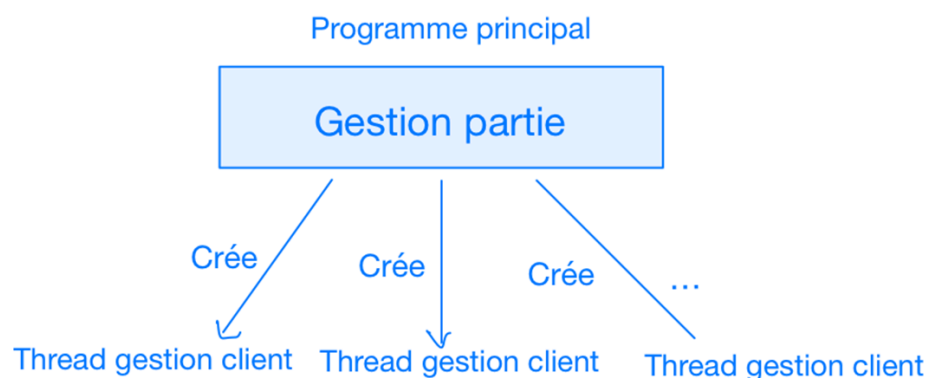 Programme principal
Gestion partie
Crée
Crée
Crée
...
Thread gestion client
Thread gestion client
Thread gestion client